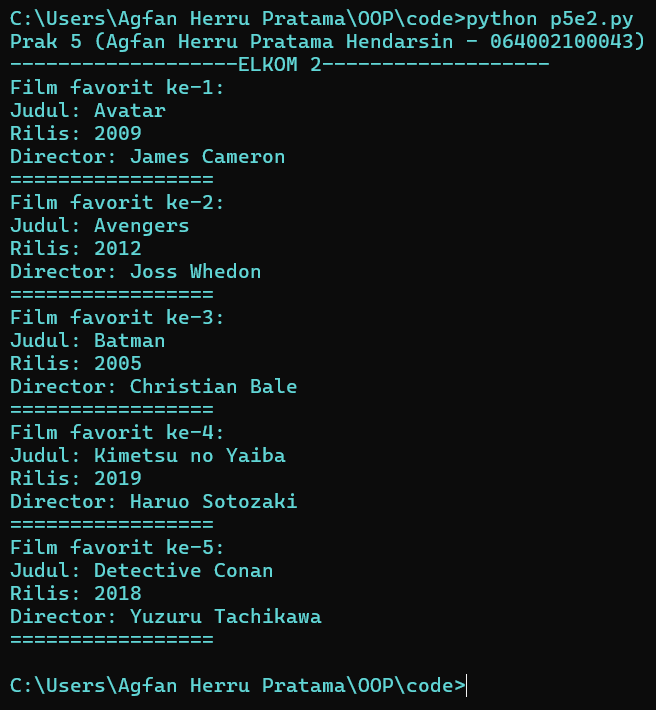 C:\Users\Agfan Herru Pratama\OOP\code>python p5e2.py
Prak 5 (Agfan Herru Pratama Hendarsin - 064002100043)
-------------------ELKOM 2-------------------
Film favorit ke-1:
Judul: Avatar
Rilis: 2009
Director: James Cameron
=================
Film favorit ke-2:
Judul: Avengers
Rilis: 2012
Director: Joss Whedon
=================
Film favorit ke-3:
Judul: Batman
Rilis: 2005
Director: Christian Bale
=================
Film favorit ke-4:
Judul: Kimetsu no Yaiba
Rilis: 2019
Director: Haruo Sotozaki
=================
Film favorit ke-5:
Judul: Detective Conan
Rilis: 2018
Director: Yuzuru Tachikawa
=================
C:\Users\Agfan Herru Pratama\OOP\code>